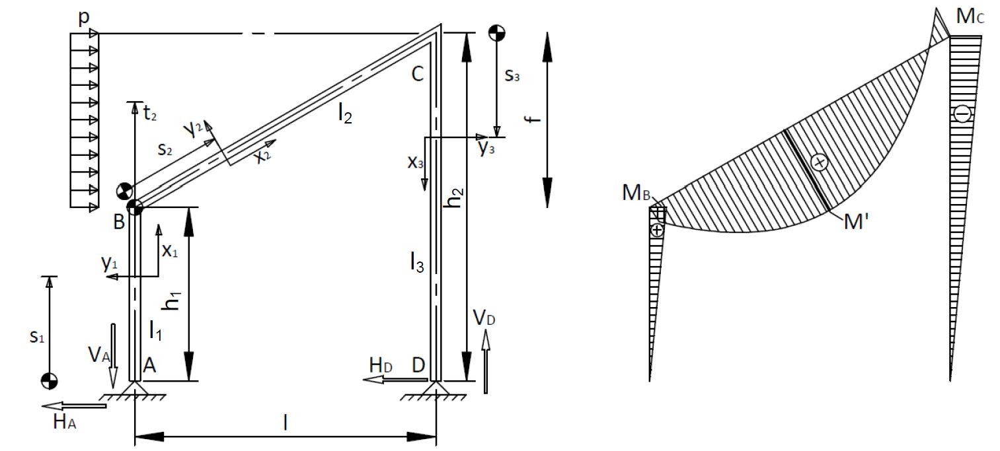 p
t₂
y₂
s₂
x₂
I₂
C
s₃
f
y₃
x₃
h₂
B
x₁
y₁
h₁
I₃
s₁
I₁
V_A
A
H_D
D
V_D
H_A
l
M_C
−
+
M_B
+
M'